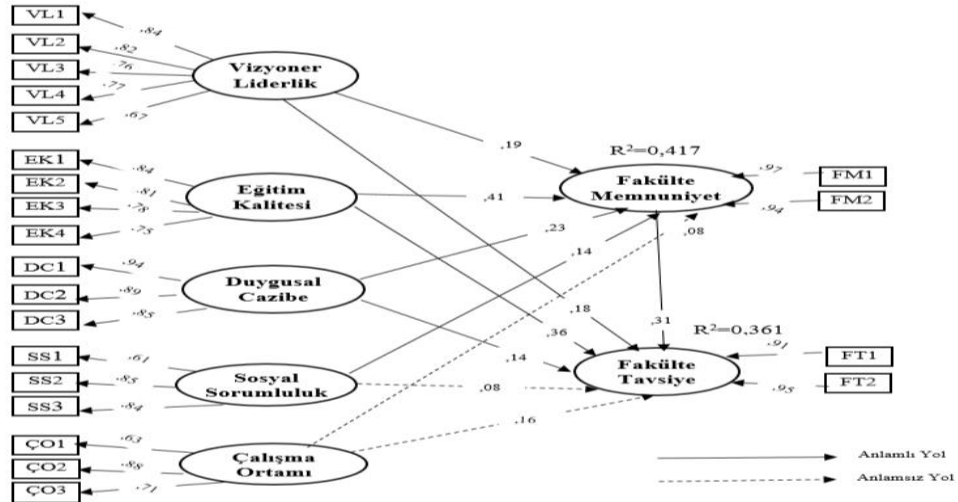 VL1
VL2
VL3
VL4
VL5
,84
,82
,76
,77
,67
Vizyoner
Liderlik
EK1
EK2
EK3
EK4
,84
,81
,78
,75
Eğitim
Kalitesi
DC1
DC2
DC3
,94
,89
,85
Duygusal
Cazibe
SS1
SS2
SS3
,61
,85
,84
Sosyal
Sorumluluk
ÇO1
ÇO2
ÇO3
,63
,88
,71
Çalışma
Ortamı
,19
,41
,23
,14
,08
,18
,36
,14
,31
,08
,16
R²=0,417
Fakülte
Memnuniyet
,97
,94
FM1
FM2
R²=0,361
Fakülte
Tavsiye
,91
,95
FT1
FT2
Anlamlı Yol
Anlamsız Yol